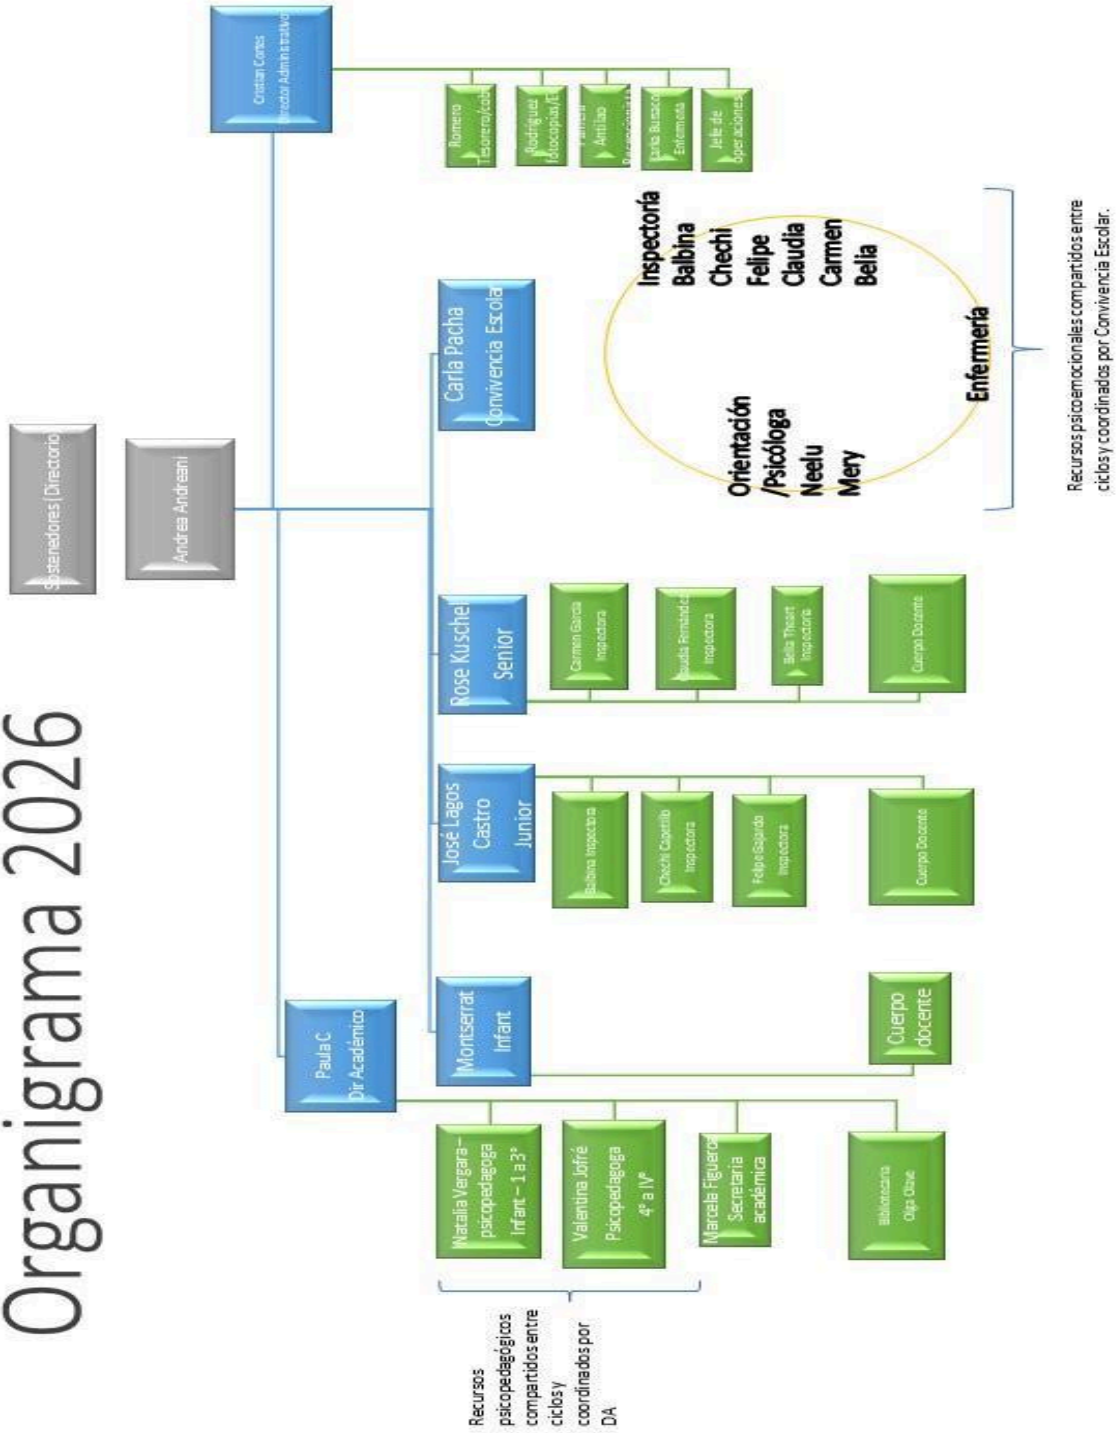 Organigrama 2026
Sostenedores|Directorio
Andrea Andreani
Cristian Cortes
Director Administrativo
Paula C
Dir Académico
Montserrat
Infant
José Lagos
Castro
Junior
Rose Kuschel
Senior
Carla Pacha
Convivencia Escolar
Natalia Vergara–
psicopedagoga
Infant – 1 a 3°
Valentina Jofré
Psicopedagoga
4° a IV°
Marcela Figueroa
Secretaria
académica
Bibliotecaria
Olga Olave
Recursos
psicopedagógicos
compartidos entre
ciclos y
coordinados por
DA
Cuerpo
docente
Balbina Inspectora
Chechi Capetillo
Inspectora
Felipe Gajardo
Inspectora
Cuerpo Docente
Carmen García
Inspectora
Claudia Fernández
Inspectora
Belia Theart
Inspectoria
Cuerpo Docente
Romero
Tesorero/cob
Rodríguez
fotocopias/E
Antilao
Recepcionista
Enfermeña
Jefe de
operaciones
Orientación
/Psicóloga
Neelu
Mery
Inspectoría
Balbina
Chechi
Felipe
Claudia
Carmen
Belia
Enfermería
Recursos psicoemocionales compartidos entre
ciclos y coordinados por Convivencia Escolar.